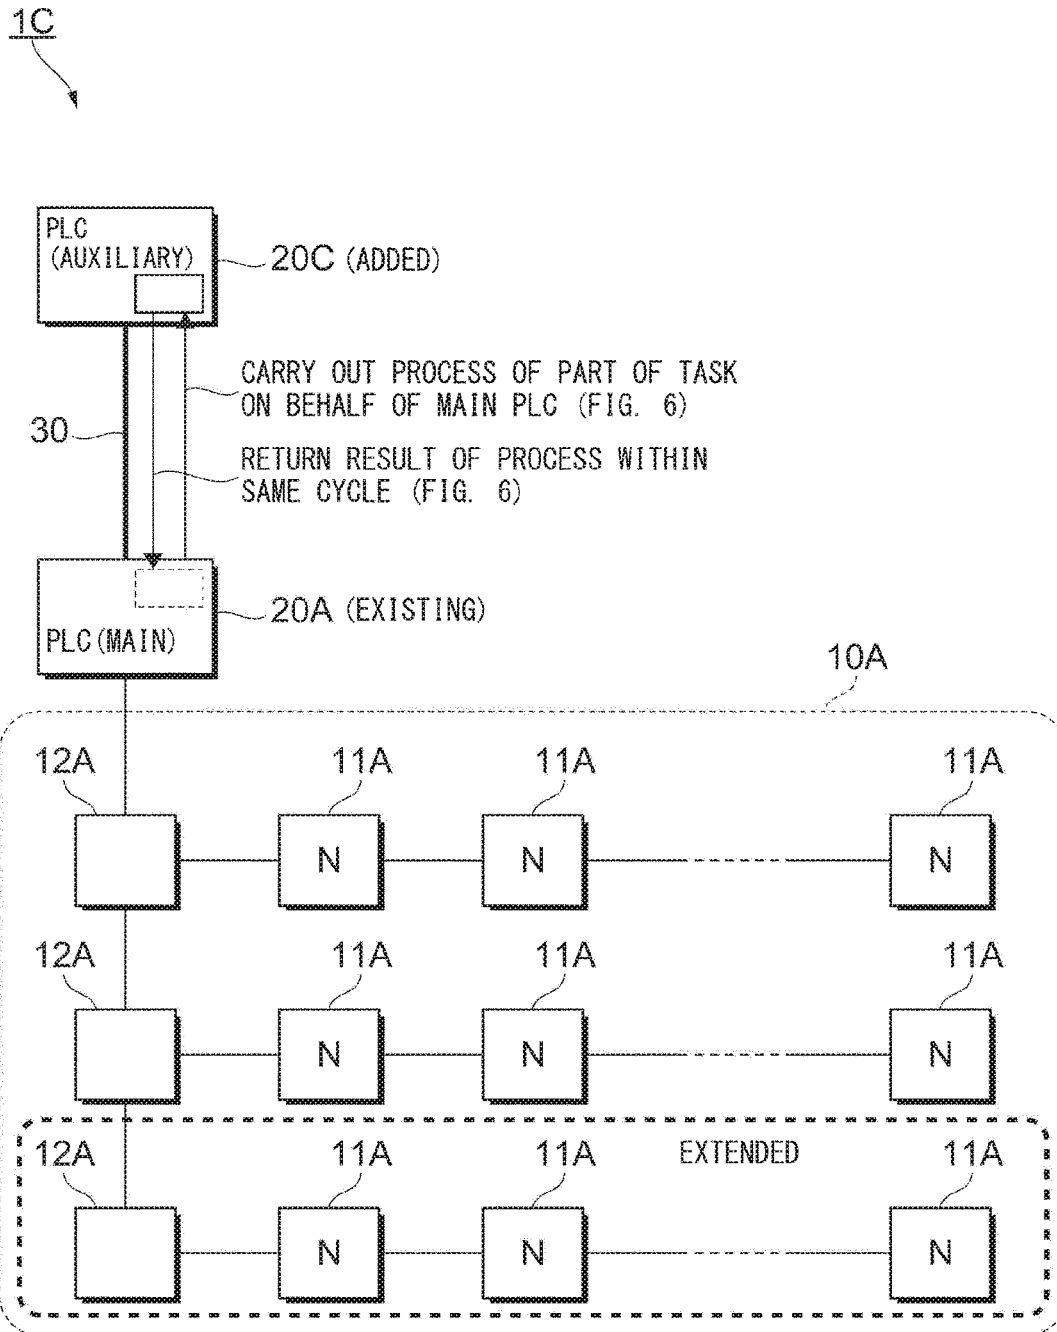 1C
PLC
(AUXILIARY)
20C (ADDED)
CARRY OUT PROCESS OF PART OF TASK
ON BEHALF OF MAIN PLC (FIG. 6)
30
RETURN RESULT OF PROCESS WITHIN
SAME CYCLE (FIG. 6)
20A (EXISTING)
PLC(MAIN)
10A
12A 11A 11A 11A
N N N
12A 11A 11A 11A
N N N
12A 11A 11A EXTENDED 11A
N N N